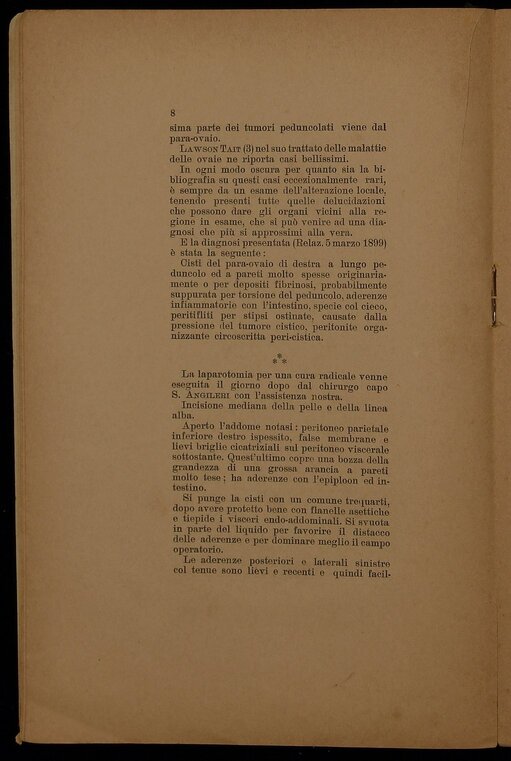 8
sima parte dei tumori peduncolati viene dal
para-ovaio.
LAWSON TAIT (3) nel suo trattato delle malattie
delle ovaie ne riporta casi bellissimi.
In ogni modo oscura per quanto sia la bi-
bliografia su questi casi eccezionalmente rari,
è sempre da un esame dell'alterazione locale,
tenendo presenti tutte quelle delucidazioni
che possono dare gli organi vicini alla re-
gione in esame, che si può venire ad una dia-
gnosi che più si approssimi alla vera.
E la diagnosi presentata (Relaz. 5 marzo 1899)
è stata la seguente:
Cisti del para-ovaio di destra a lungo pe-
duncolo ed a pareti molto spesse originaria-
mente o per depositi fibrinosi, probabilmente
suppurata per torsione del peduncolo, aderenze
infiammatorie con l'intestino, specie col cieco,
peritifliti per stipsi ostinate, causate dalla
pressione del tumore cistico, peritonite orga-
nizzante circoscritta peri-cistica.
*
* *
La laparotomia per una cura radicale venne
eseguita il giorno dopo dal chirurgo capo
S. ANGILERI con l'assistenza nostra.
Incisione mediana della pelle e della linea
alba.
Aperto l'addome notasi: peritoneo parietale
inferiore destro ispessito, false membrane e
lievi briglie cicatriziali sul peritoneo viscerale
sottostante. Quest'ultimo copre una bozza della
grandezza di una grossa arancia a pareti
molto tese; ha aderenze con l'epiploon ed in-
testino.
Si punge la cisti con un comune trequarti,
dopo avere protetto bene con flanelle asettiche
e tiepide i visceri endo-addominali. Si svuota
in parte del liquido per favorire il distacco
delle aderenze e per dominare meglio il campo
operatorio.
Le aderenze posteriori e laterali sinistre
col tenue sono lievi e recenti e quindi facil-